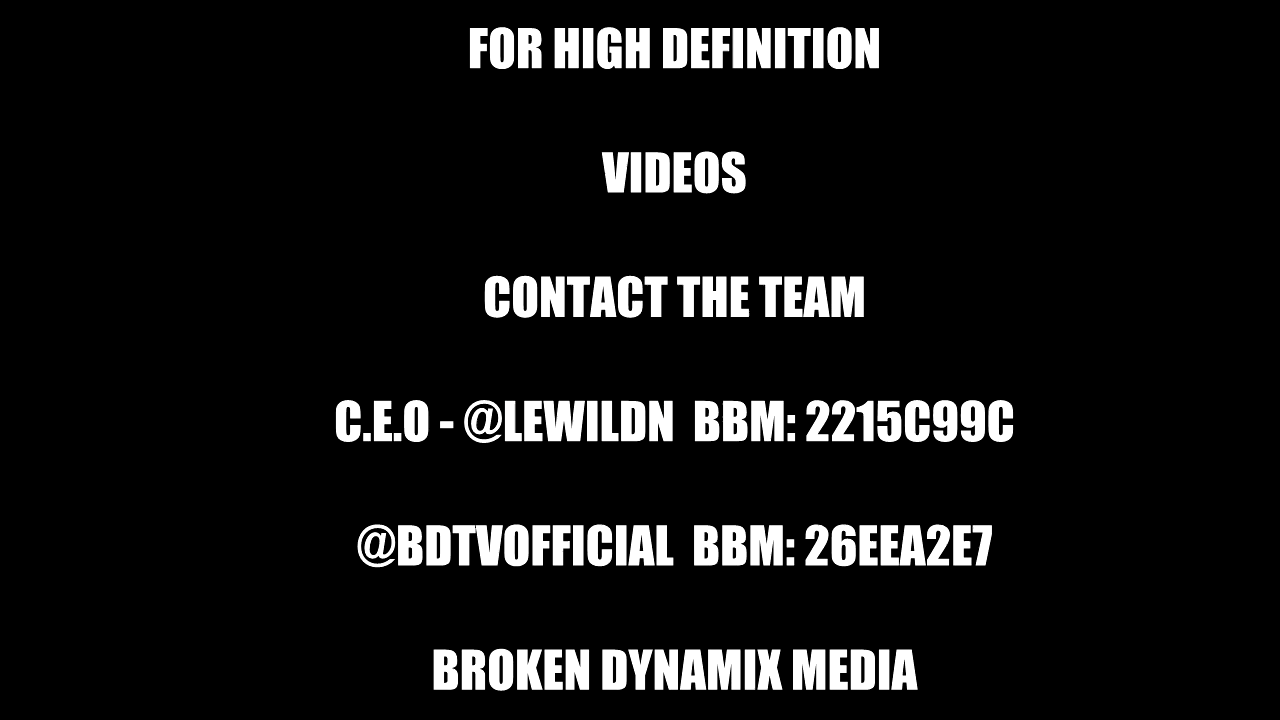 FOR HIGH DEFINITION
VIDEOS
CONTACT THE TEAM
C.E.O - @LEWILDN  BBM: 2215C99C
@BDTVOFFICIAL  BBM: 26EEA2E7
BROKEN DYNAMIX MEDIA